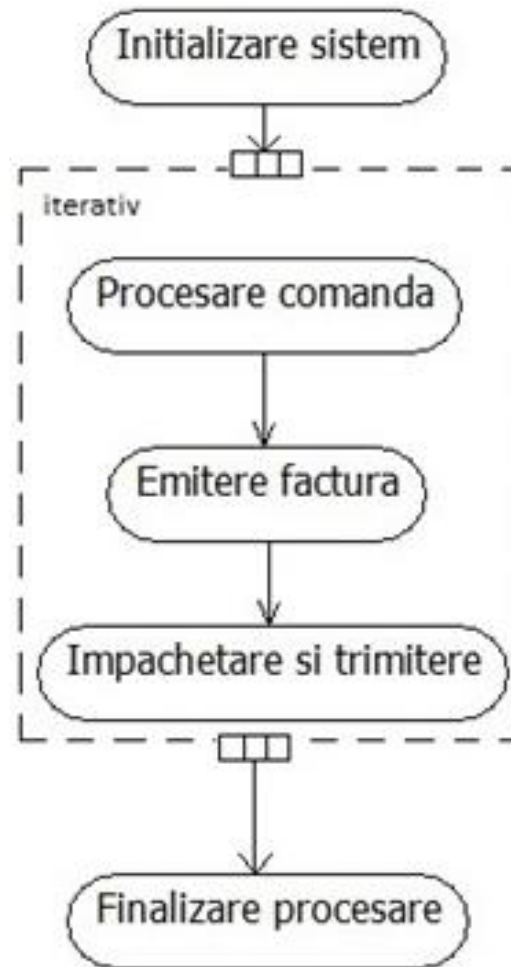 Initializare sistem
iterativ
Procesare comanda
Emitere factura
Impachetare si trimitere
Finalizare procesare